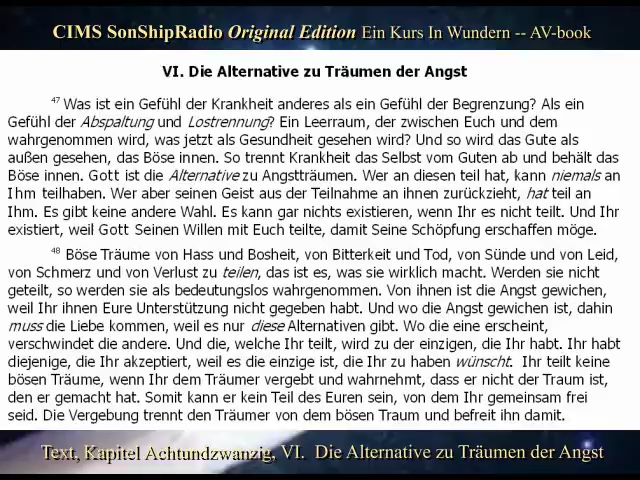 CIMS SonShipRadio Original Edition Ein Kurs In Wundern -- AV-book
VI. Die Alternative zu Träumen der Angst
47 Was ist ein Gefühl der Krankheit anderes als ein Gefühl der Begrenzung? Als ein
Gefühl der Abspaltung und Lostrennung? Ein Leerraum, der zwischen Euch und dem
wahrgenommen wird, was jetzt als Gesundheit gesehen wird? Und so wird das Gute als
außen gesehen, das Böse innen. So trennt Krankheit das Selbst vom Guten ab und behält das
Böse innen. Gott ist die Alternative zu Angstträumen. Wer an diesen teil hat, kann niemals an
Ihm teilhaben. Wer aber seinen Geist aus der Teilnahme an ihnen zurückzieht, hat teil an
Ihm. Es gibt keine andere Wahl. Es kann gar nichts existieren, wenn Ihr es nicht teilt. Und Ihr
existiert, weil Gott Seinen Willen mit Euch teilte, damit Seine Schöpfung erschaffen möge.
48 Böse Träume von Hass und Bosheit, von Bitterkeit und Tod, von Sünde und von Leid,
von Schmerz und von Verlust zu teilen, das ist es, was sie wirklich macht. Werden sie nicht
geteilt, so werden sie als bedeutungslos wahrgenommen. Von ihnen ist die Angst gewichen,
weil Ihr ihnen Eure Unterstützung nicht gegeben habt. Und wo die Angst gewichen ist, dahin
muss die Liebe kommen, weil es nur diese Alternativen gibt. Wo die eine erscheint,
verschwindet die andere. Und die, welche Ihr teilt, wird zu der einzigen, die Ihr habt. Ihr habt
diejenige, die Ihr akzeptiert, weil es die einzige ist, die Ihr zu haben wünscht. Ihr teilt keine
bösen Träume, wenn Ihr dem Träumer vergebt und wahrnehmt, dass er nicht der Traum ist,
den er gemacht hat. Somit kann er kein Teil des Euren sein, von dem Ihr gemeinsam frei
seid. Die Vergebung trennt den Träumer von dem bösen Traum und befreit ihn damit.
Text, Kapitel Achtundzwanzig, VI. Die Alternative zu Träumen der Angst